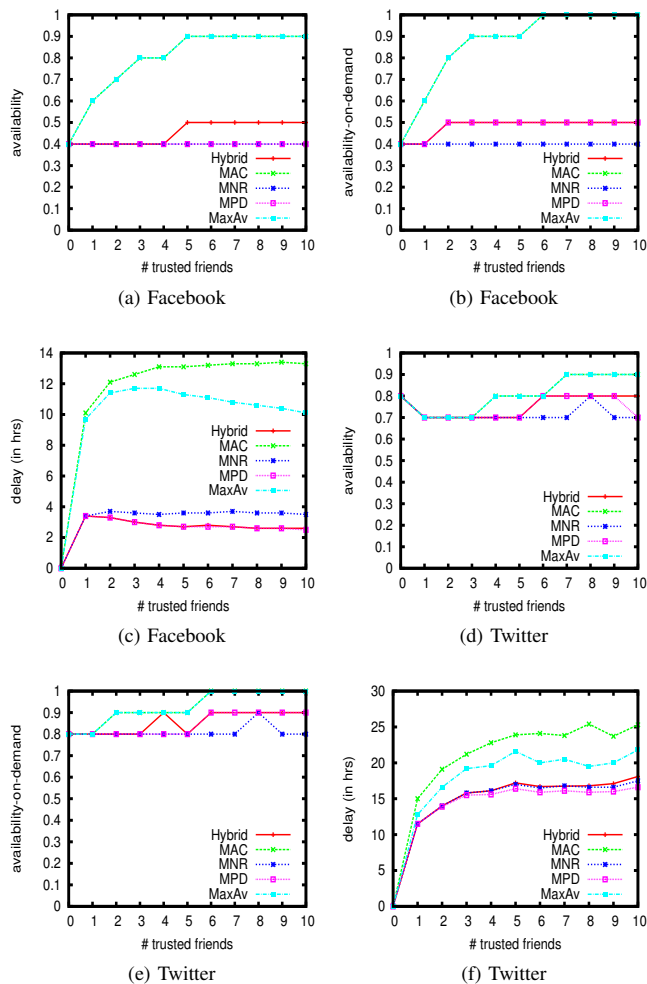 1
0.9
0.8
0.7
0.6
0.5
0.4
0.3
0.2
0.1
0
availability
Hybrid
MAC
MNR
MPD
MaxAv
0 1 2 3 4 5 6 7 8 9 10
# trusted friends
(a) Facebook
1
0.9
0.8
0.7
0.6
0.5
0.4
0.3
0.2
0.1
0
availability-on-demand
Hybrid
MAC
MNR
MPD
MaxAv
0 1 2 3 4 5 6 7 8 9 10
# trusted friends
(b) Facebook
14
12
10
8
6
4
2
0
delay (in hrs)
Hybrid
MAC
MNR
MPD
MaxAv
0 1 2 3 4 5 6 7 8 9 10
# trusted friends
(c) Facebook
1
0.9
0.8
0.7
0.6
0.5
0.4
0.3
0.2
0.1
0
availability
Hybrid
MAC
MNR
MPD
MaxAv
0 1 2 3 4 5 6 7 8 9 10
# trusted friends
(d) Twitter
1
0.9
0.8
0.7
0.6
0.5
0.4
0.3
0.2
0.1
0
availability-on-demand
Hybrid
MAC
MNR
MPD
MaxAv
0 1 2 3 4 5 6 7 8 9 10
# trusted friends
(e) Twitter
30
25
20
15
10
5
0
delay (in hrs)
Hybrid
MAC
MNR
MPD
MaxAv
0 1 2 3 4 5 6 7 8 9 10
# trusted friends
(f) Twitter